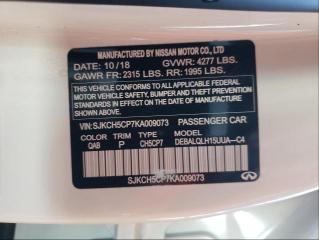 MANUFACTURED BY NISSAN MOTOR CO., LTD
DATE: 10/18 GVWR: 4277 LBS.
GAWR FR: 2315 LBS. RR: 1995 LBS.
THIS VEHICLE CONFORMS TO ALL APPLICABLE FEDERAL
MOTOR VEHICLE SAFETY, BUMPER AND THEFT PREVENTION
STANDARDS IN EFFECT ON THE DATE OF MANUFACTURE
SHOWN ABOVE.
VIN: SJKCH5CP7KA009073 PASSENGER CAR
COLOR TRIM TYPE MODEL
QAB P CH5CP7 DEBALQLH15UUA-C4
SJKCH5CP7KA009073